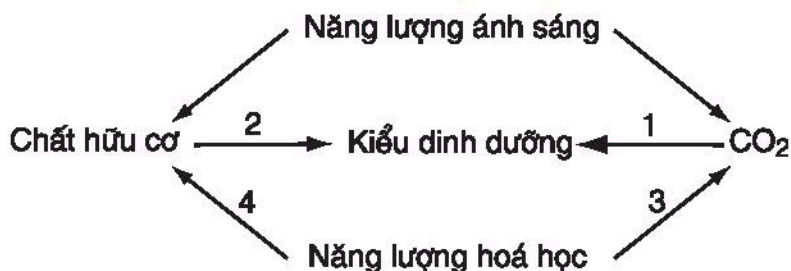 Năng lượng ánh sáng
Chất hữu cơ 2 Kiểu dinh dưỡng 1 CO₂
4 3
Năng lượng hoá học